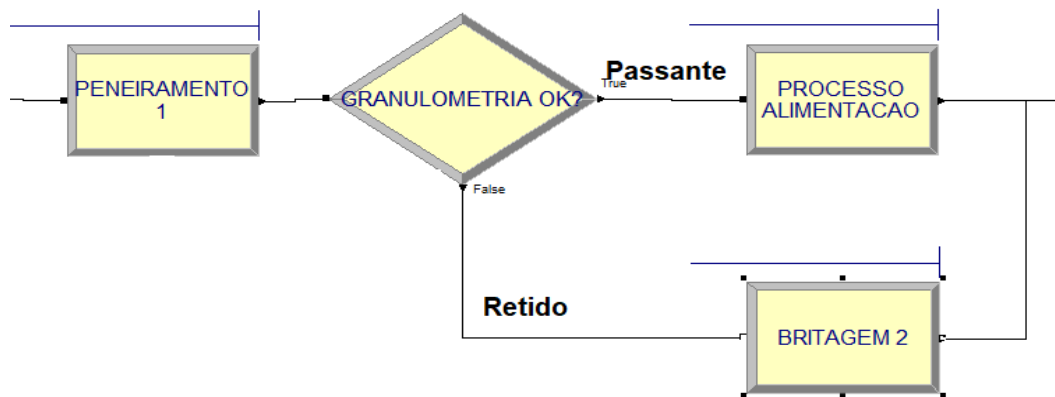 PENEIRAMENTO
1
GRANULOMETRIA OK?
True
Passante
PROCESSO
ALIMENTACAO
False
Retido
BRITAGEM 2